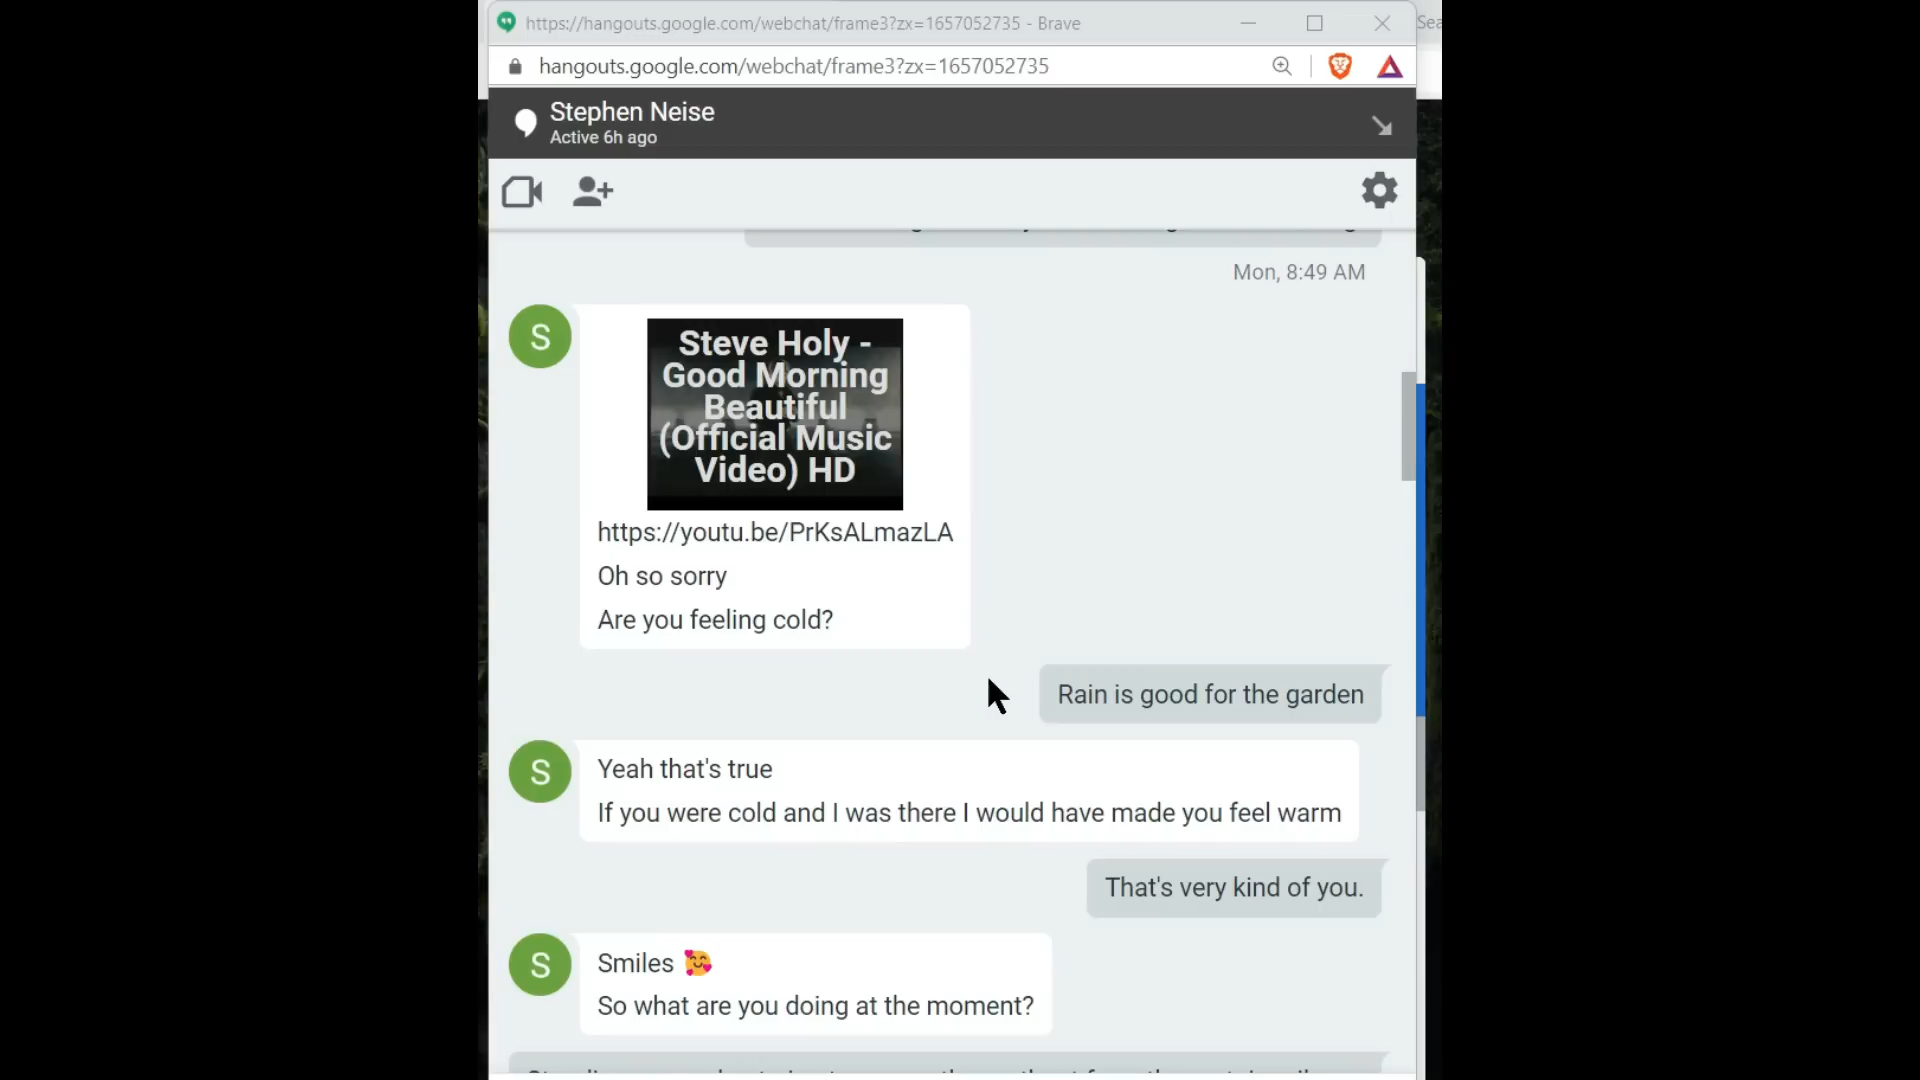 https://hangouts.google.com/webchat/frame3?zx=1657052735 - Brave
Sea
hangouts.google.com/webchat/frame3?zx=1657052735
Stephen Neise
Active 6h ago
Mon, 8:49 AM
S
Steve Holy -
Good Morning
Beautiful
(Official Music
Video) HD
https://youtu.be/PrKsALmazLA
Oh so sorry
Are you feeling cold?
Rain is good for the garden
S
Yeah that's true
If you were cold and I was there I would have made you feel warm
That's very kind of you.
S
Smiles 🥰
So what are you doing at the moment?